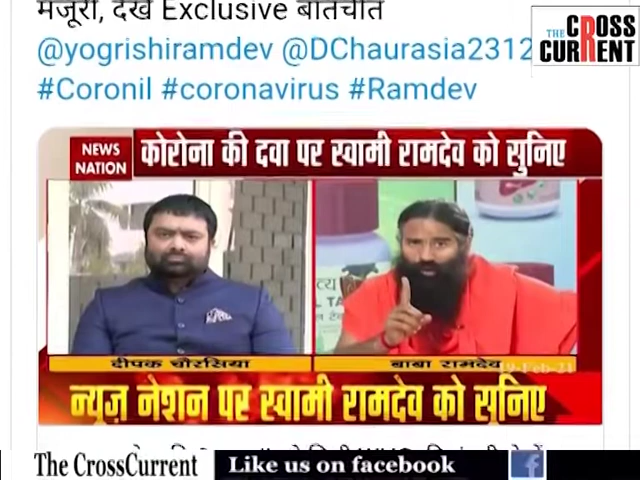 मंजूरी, देखें Exclusive बातचीत
@yogrishiramdev @DChaurasia2312
#Coronil #coronavirus #Ramdev
THE CROSS CURRENT
NEWS NATION
कोरोना की दवा पर स्वामी रामदेव को सुनिए
दीपक चौरसिया
बाबा रामदेव
न्यूज़ नेशन पर स्वामी रामदेव को सुनिए
The CrossCurrent
Like us on facebook
f